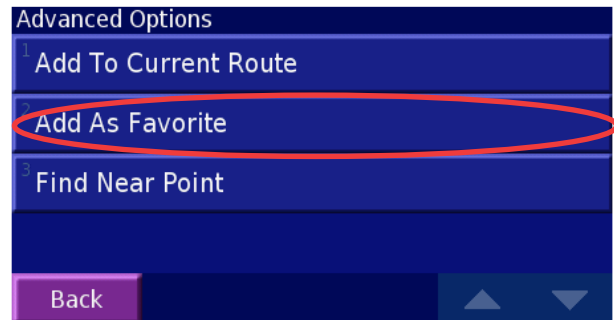 Advanced Options
1
Add To Current Route
2
Add As Favorite
3
Find Near Point
Back